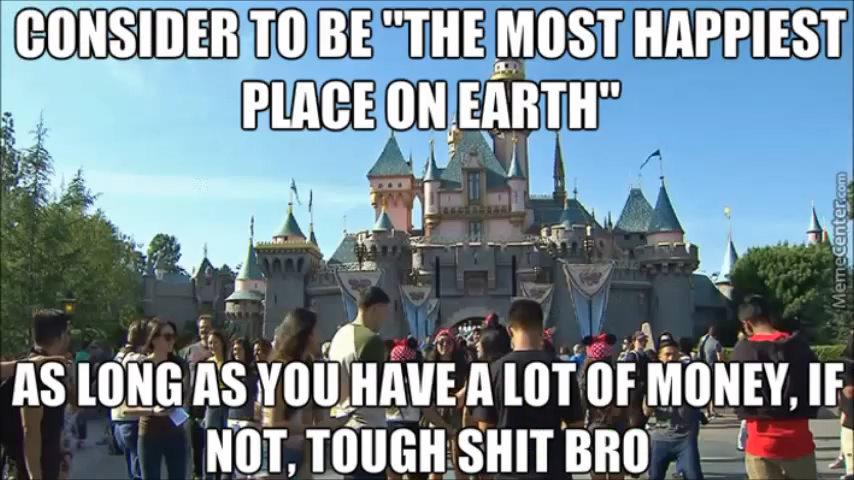 CONSIDER TO BE "THE MOST HAPPIEST
PLACE ON EARTH"
AS LONG AS YOU HAVE A LOT OF MONEY, IF
NOT, TOUGH SHIT BRO
Memecenter.com